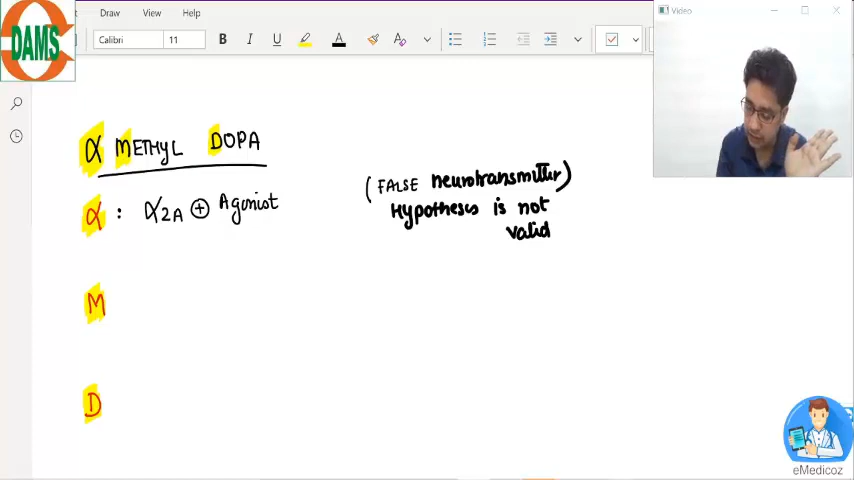 DAMS
Draw View Help
Video
Calibri 11 B I U A
α METHYL DOPA
α : α2A ⊕ Agonist
(FALSE neurotransmitter)
Hypothesis is not
valid
M
D
eMedicoz